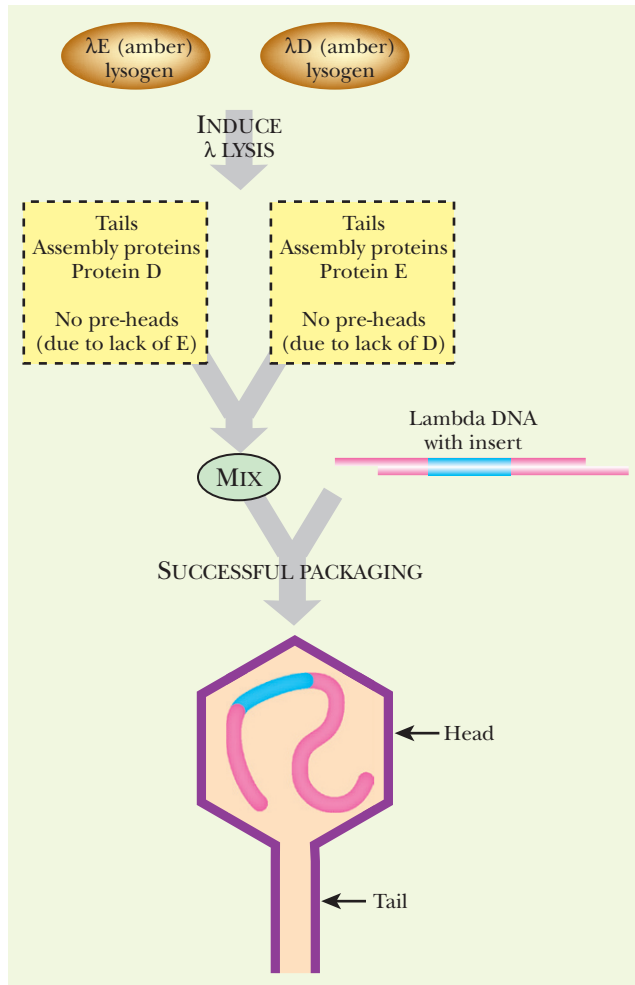 λE (amber)
lysogen
λD (amber)
lysogen
INDUCE
λ LYSIS
Tails
Assembly proteins
Protein D
No pre-heads
(due to lack of E)
Tails
Assembly proteins
Protein E
No pre-heads
(due to lack of D)
Lambda DNA
with insert
MIX
SUCCESSFUL PACKAGING
Head
Tail